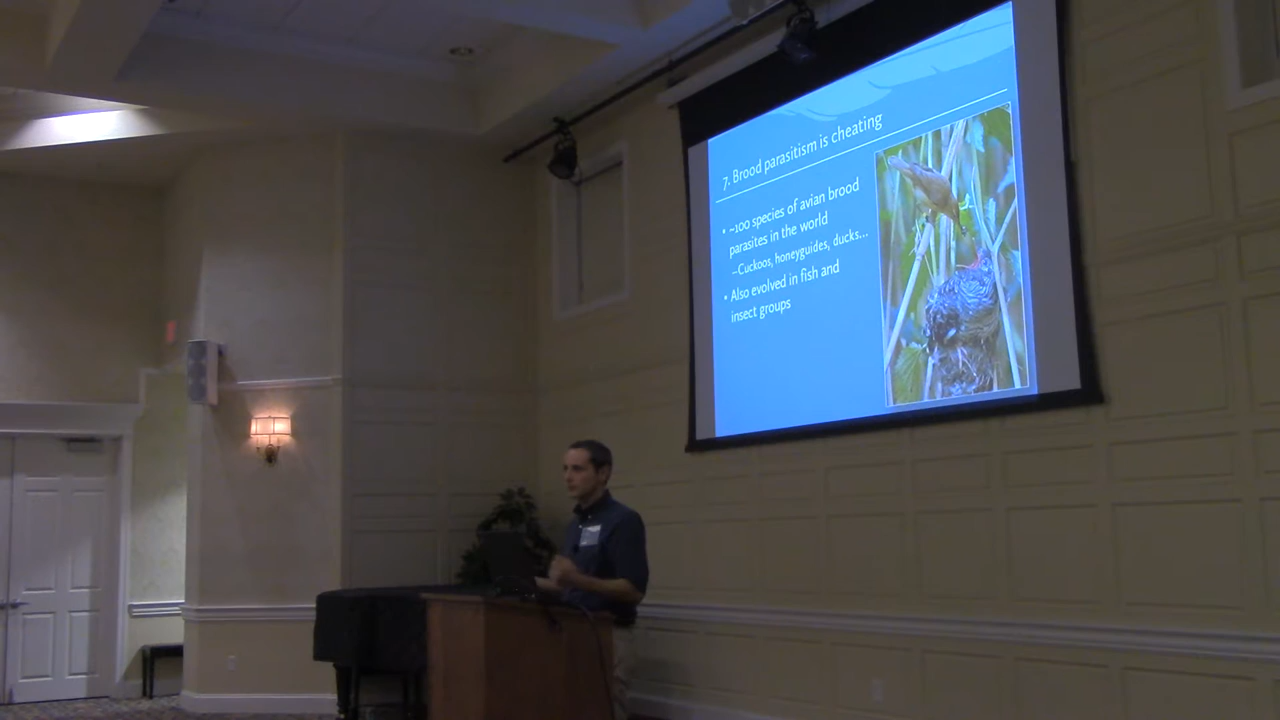 7. Brood parasitism is cheating
• ~100 species of avian brood
parasites in the world
–Cuckoos, honeyguides, ducks...
• Also evolved in fish and
insect groups